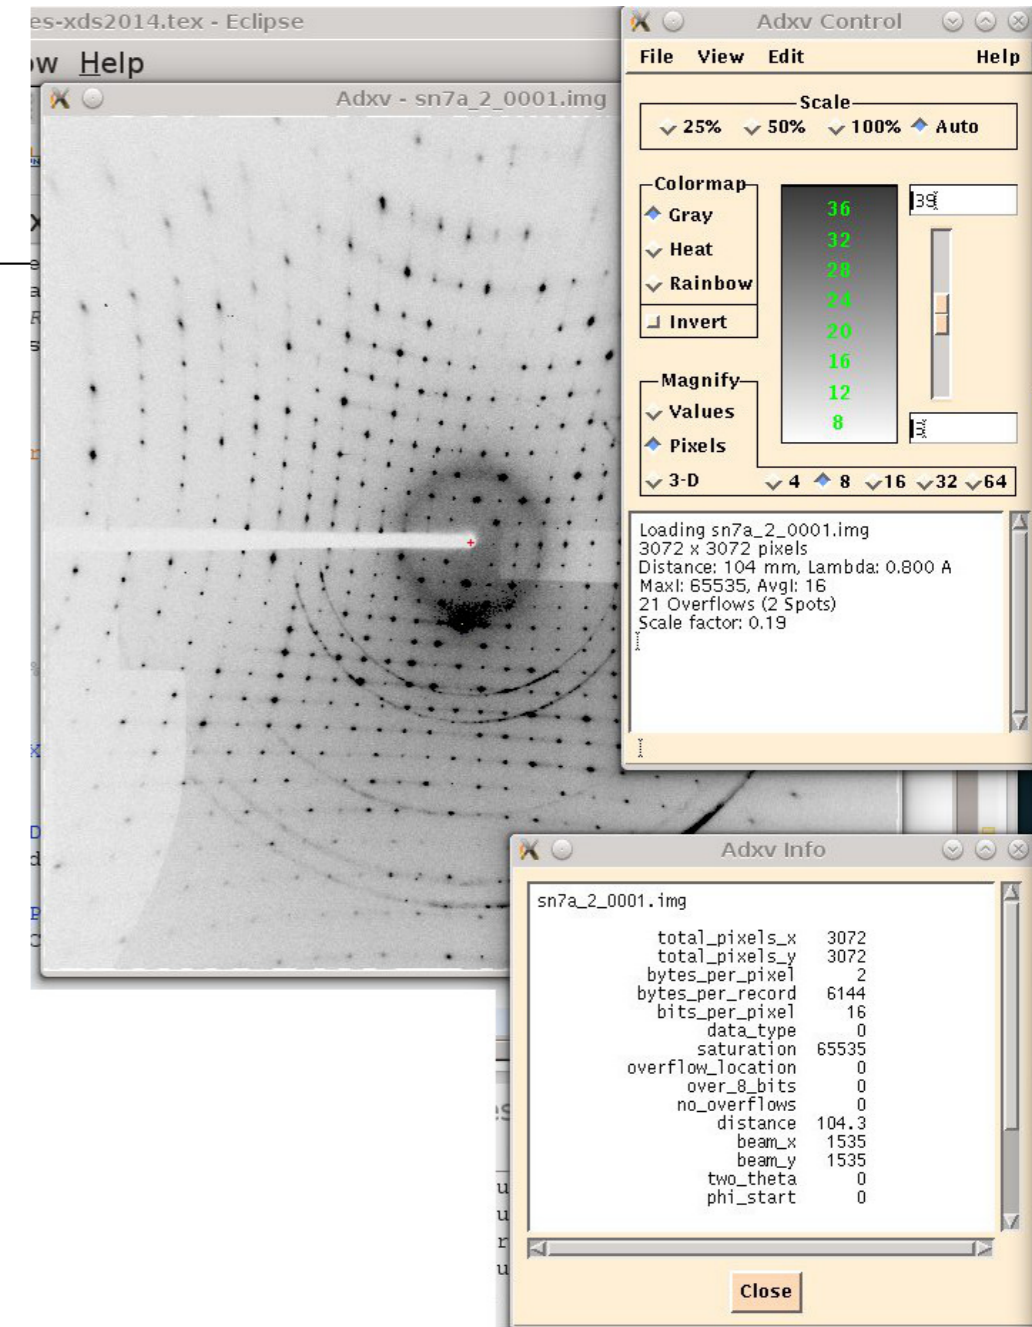 es-xds2014.tex - Eclipse
ow Help
Adxv - sn7a_2_0001.img
Adxv Control
File View Edit Help
Scale
25% 50% 100% Auto
Colormap
Gray
Heat
Rainbow
Invert
36
32
28
24
20
16
12
8
39
3
Magnify
Values
Pixels
3-D
4 8 16 32 64
Loading sn7a_2_0001.img
3072 x 3072 pixels
Distance: 104 mm, Lambda: 0.800 A
MaxI: 65535, AvgI: 16
21 Overflows (2 Spots)
Scale factor: 0.19
Adxv Info
sn7a_2_0001.img
total_pixels_x 3072
total_pixels_y 3072
bytes_per_pixel 2
bytes_per_record 6144
bits_per_pixel 16
data_type 0
saturation 65535
overflow_location 0
over_8_bits 0
no_overflows 0
distance 104.3
beam_x 1535
beam_y 1535
two_theta 0
phi_start 0
Close